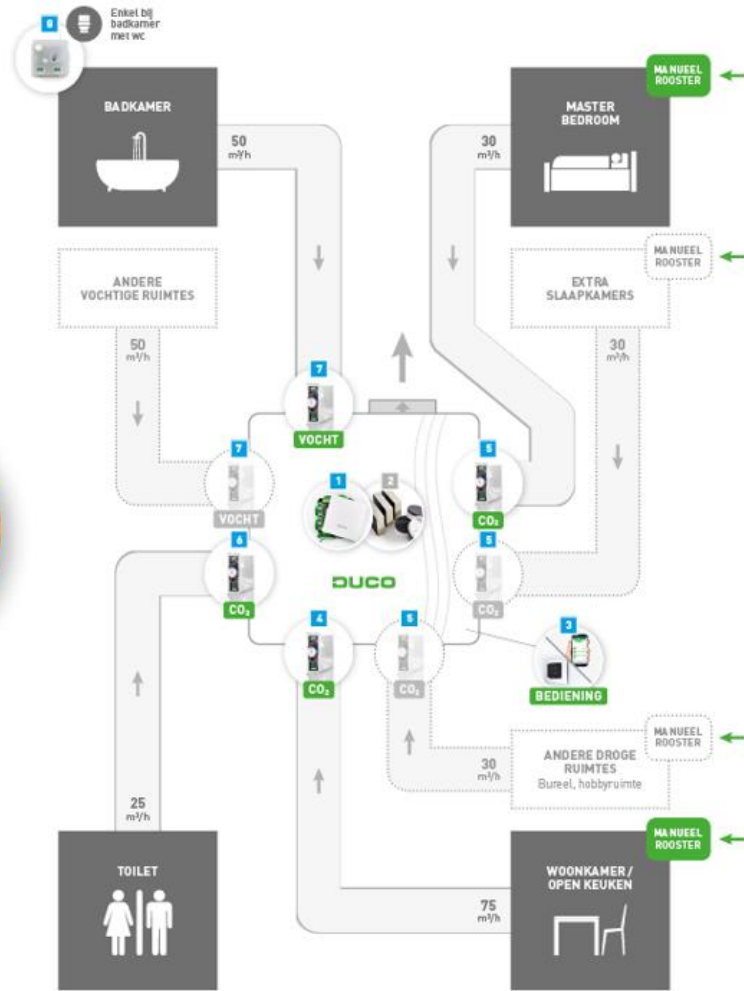 8
Enkel bij
badkamer
met wc
BADKAMER
50
m³/h
MASTER
BEDROOM
30
m³/h
MANUEEL
ROOSTER
ANDERE
VOCHTIGE RUIMTES
50
m³/h
EXTRA
SLAAPKAMERS
30
m³/h
MANUEEL
ROOSTER
7
VOCHT
7
VOCHT
1
2
5
CO₂
6
CO₂
DUCO
5
CO₂
4
CO₂
5
CO₂
3
BEDIENING
30
m³/h
ANDERE DROGE
RUIMTES
Bureel, hobbyruimte
MANUEEL
ROOSTER
25
m³/h
TOILET
75
m³/h
WOONKAMER /
OPEN KEUKEN
MANUEEL
ROOSTER